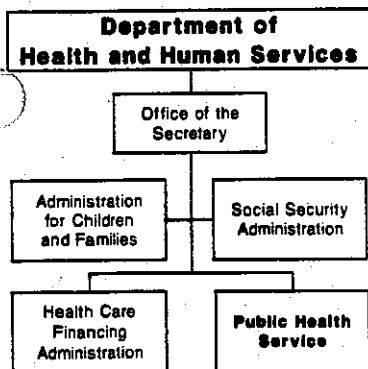 Department of
Health and Human Services
Office of the
Secretary
Administration
for Children
and Families
Social Security
Administration
Health Care
Financing
Administration
Public Health
Service